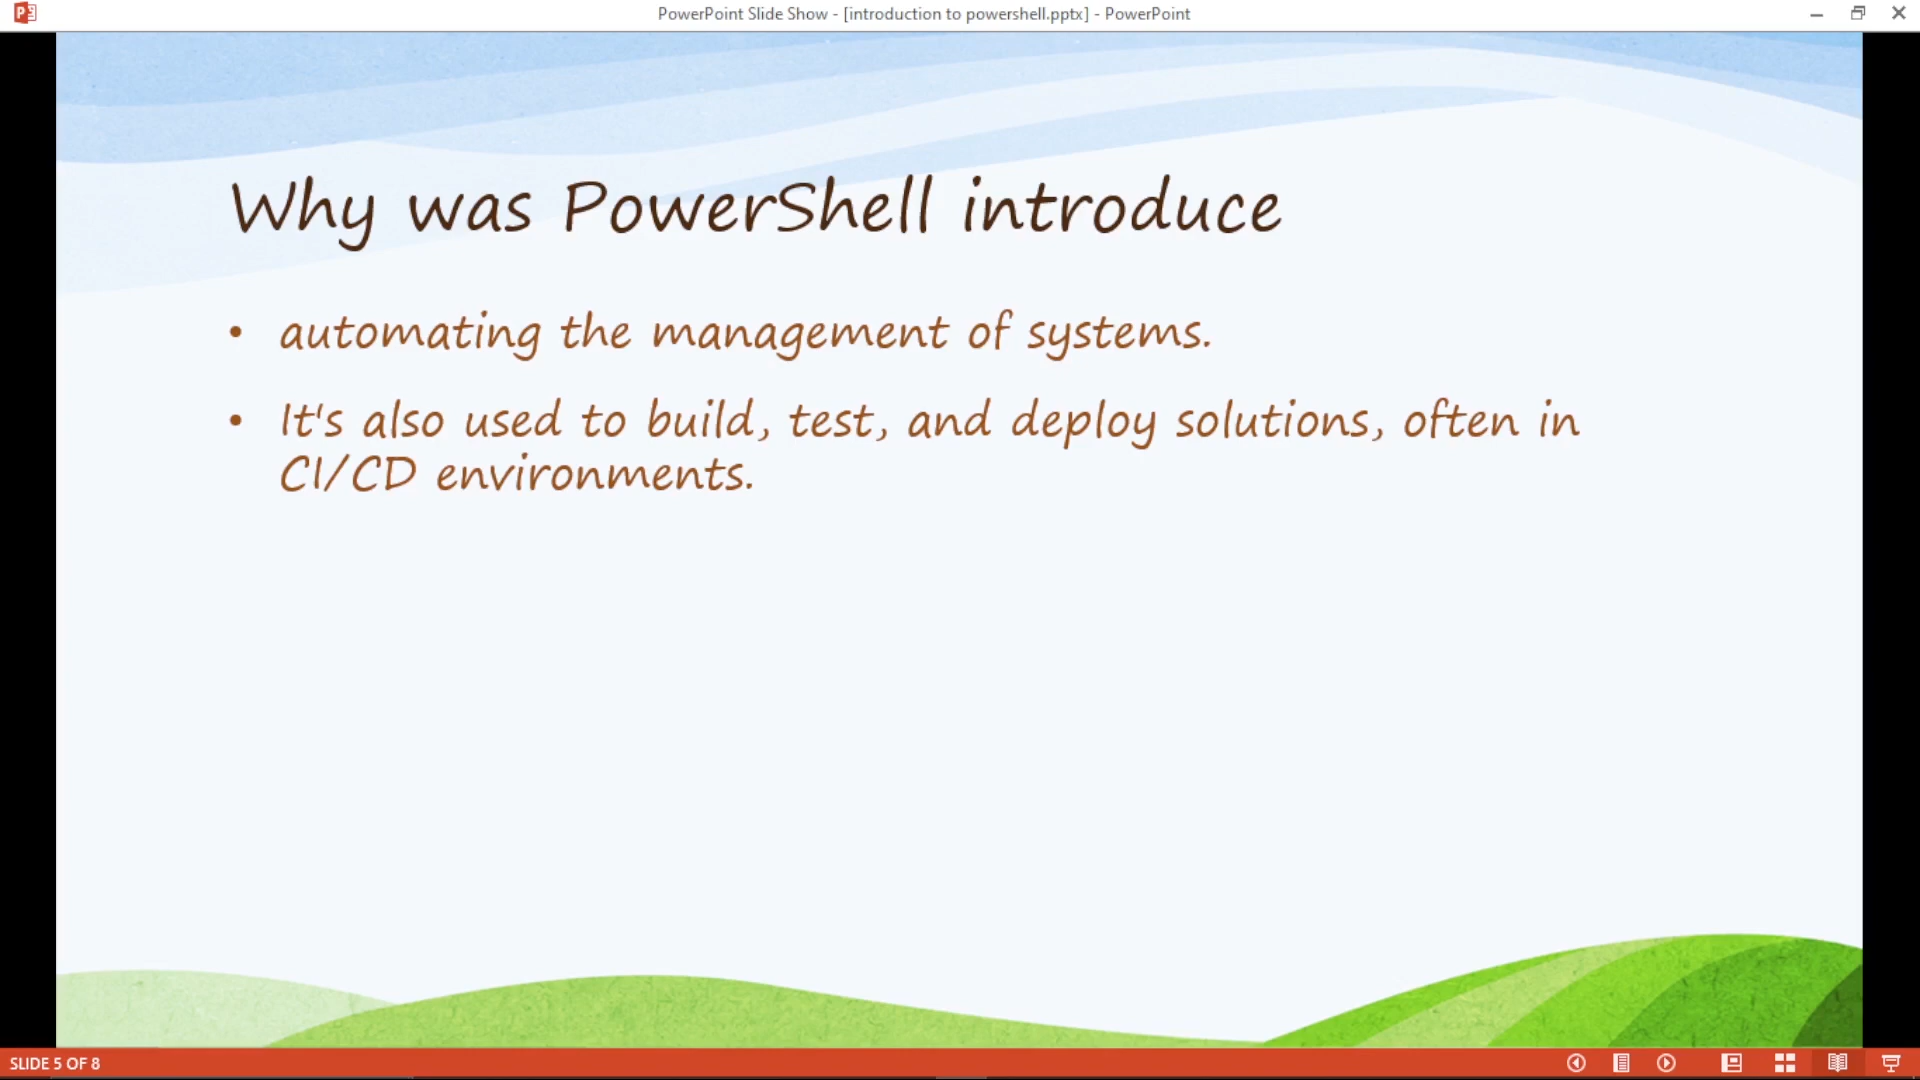 PowerPoint Slide Show - [introduction to powershell.pptx] - PowerPoint
Why was PowerShell introduce
• automating the management of systems.
• It's also used to build, test, and deploy solutions, often in
CI/CD environments.
SLIDE 5 OF 8